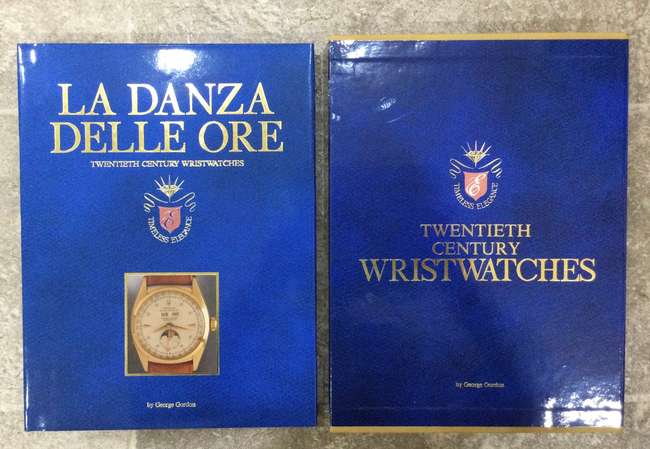 LA DANZA
DELLE ORE
TWENTIETH CENTURY WRISTWATCHES
E
TIMELESS ELEGANCE
by George Gordon
E
TIMELESS ELEGANCE
TWENTIETH
CENTURY
WRISTWATCHES
by George Gordon